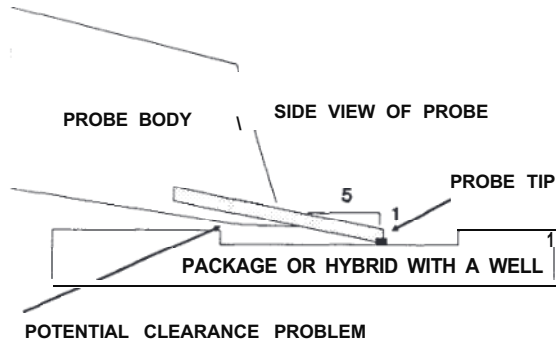 SIDE VIEW OF PROBE
PROBE BODY
PROBE TIP
5
1
1
PACKAGE OR HYBRID WITH A WELL
POTENTIAL CLEARANCE PROBLEM